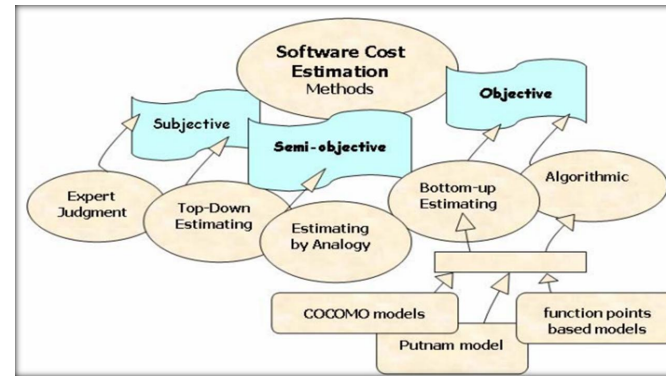 Software Cost
Estimation
Methods
Subjective
Semi-objective
Objective
Expert
Judgment
Top-Down
Estimating
Estimating
by Analogy
Bottom-up
Estimating
Algorithmic
COCOMO models
Putnam model
function points
based models